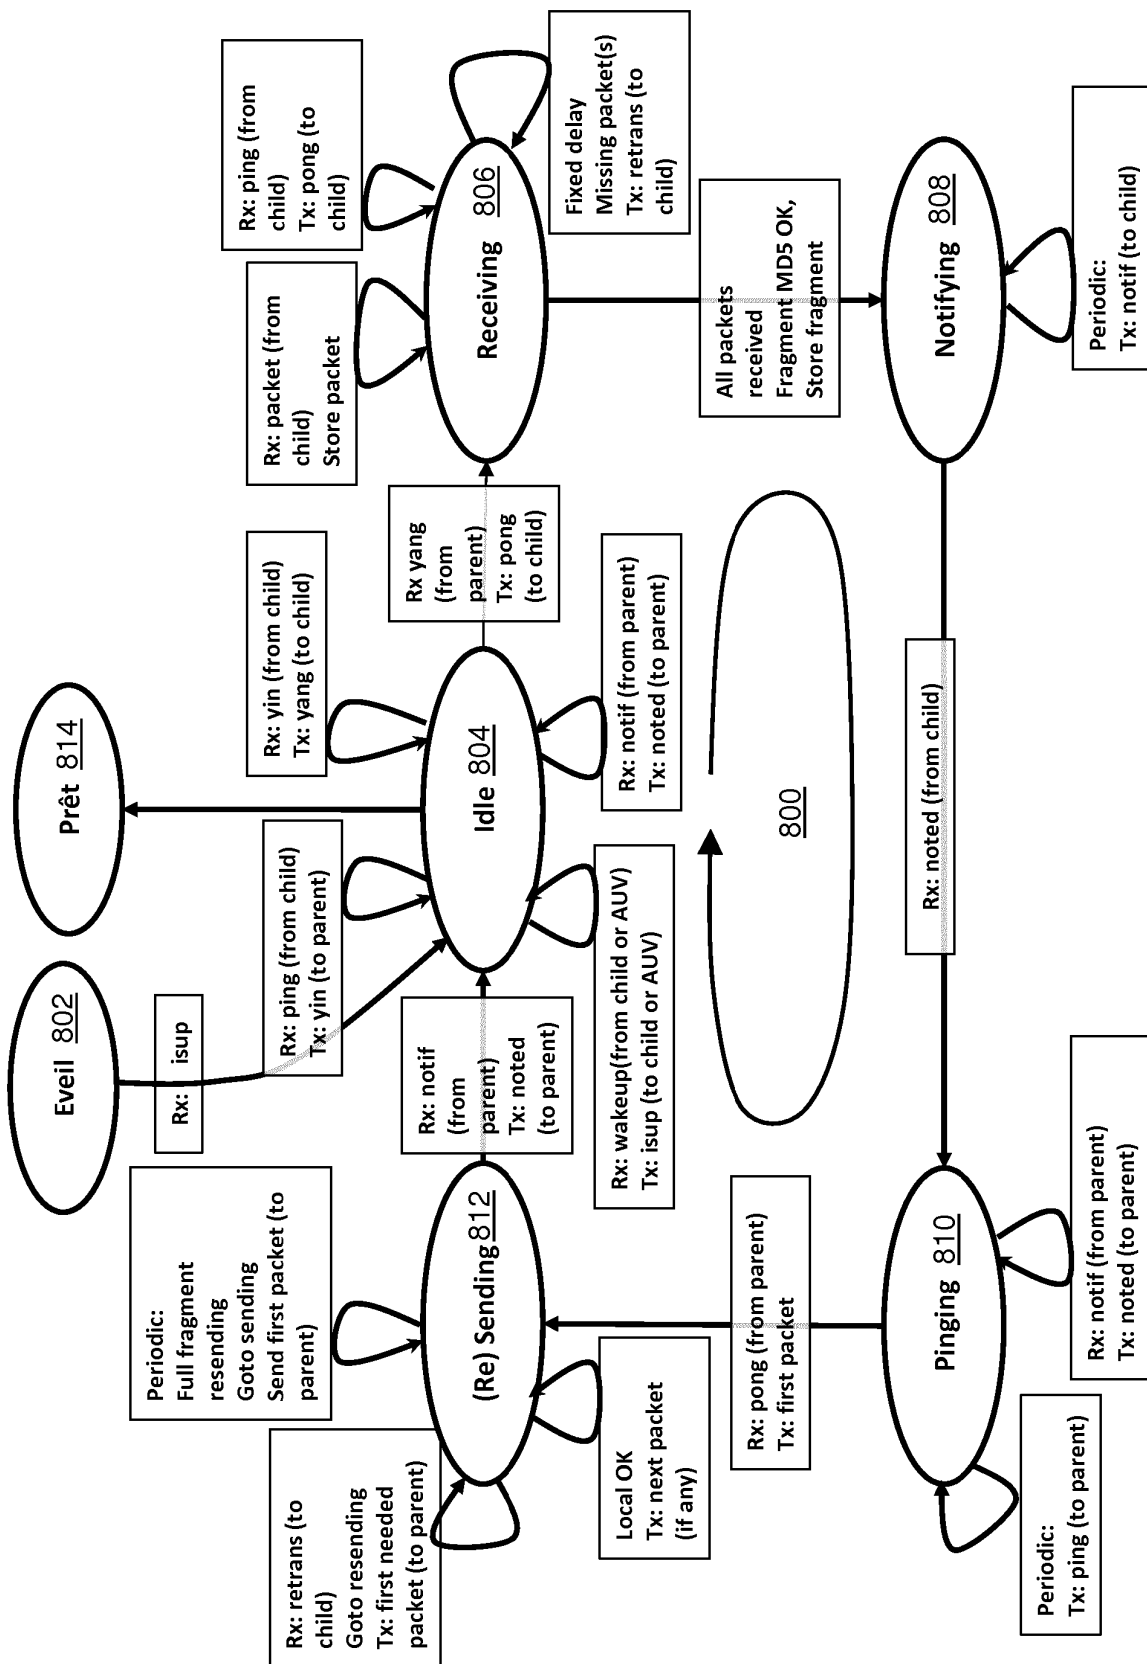 Eveil 802
Prêt 814
Rx: isup
Rx: ping (from child)
Tx: yin (to parent)
Rx: yin (from child)
Tx: yang (to child)
Rx: packet (from
child)
Store packet
Rx: ping (from
child)
Tx: pong (to
child)
Periodic:
Full fragment
resending
Goto sending
Send first packet (to
parent)
Rx: retrans (to
child)
Goto resending
Tx: first needed
packet (to parent)
(Re) Sending 812
Rx: notif
(from
parent)
Tx: noted
(to parent)
Idle 804
Rx yang
(from
parent)
Tx: pong
(to child)
Receiving 806
Fixed delay
Missing packet(s)
Tx: retrans (to
child)
Local OK
Tx: next packet
(if any)
Rx: wakeup(from child or AUV)
Tx: isup (to child or AUV)
Rx: notif (from parent)
Tx: noted (to parent)
Rx: pong (from parent)
Tx: first packet
800
All packets
received
Fragment MD5 OK,
Store fragment
Pinging 810
Rx: noted (from child)
Notifying 808
Periodic:
Tx: ping (to parent)
Rx: notif (from parent)
Tx: noted (to parent)
Periodic:
Tx: notif (to child)